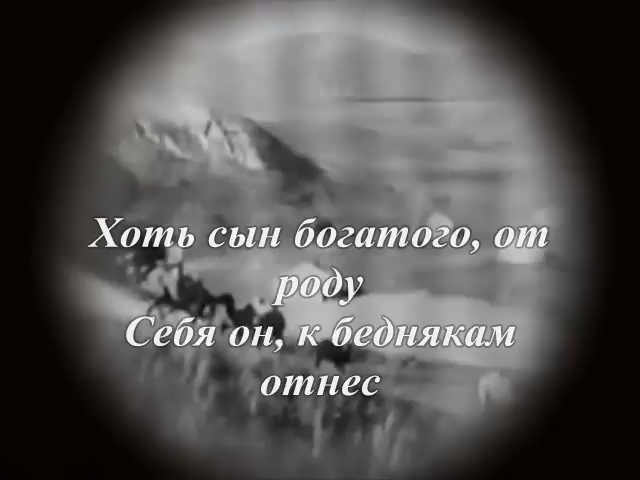 Хоть сын богатого, от
роду
Себя он, к беднякам
отнес